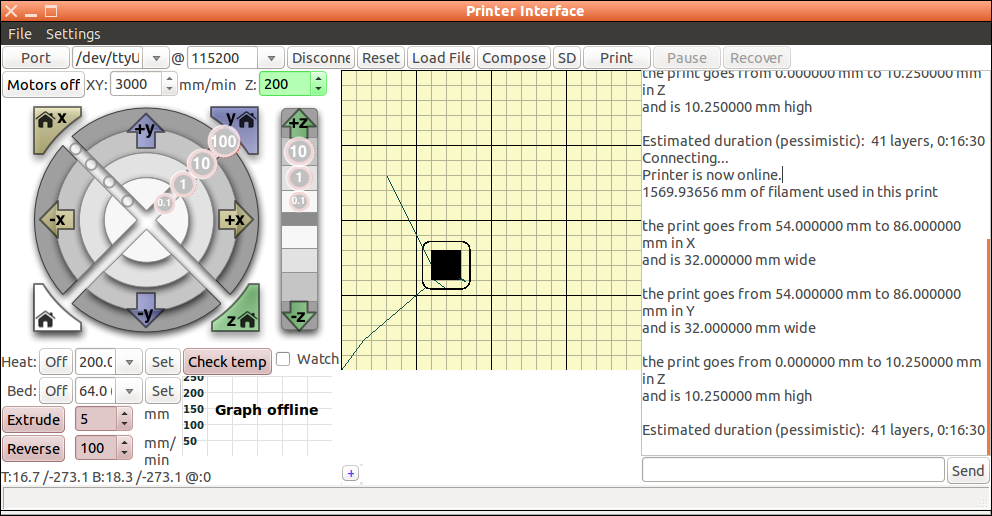 Printer Interface
File Settings
Port /dev/ttyU @ 115200 Disconne Reset Load File Compose SD Print Pause Recover
Motors off XY: 3000 mm/min Z: 200
x +y y +z
100
10 10
1 1
0.1 0.1
-x +x
-y z -z
Heat: Off 200.0 Set Check temp Watch
Bed: Off 64.0 Set
250
200
150
100
50
Graph offline
Extrude 5 mm
Reverse 100 mm/
min
T:16.7 /-273.1 B:18.3 /-273.1 @:0
+
the print goes from 0.000000 mm to 10.250000 mm
in Z
and is 10.250000 mm high
Estimated duration (pessimistic): 41 layers, 0:16:30
Connecting...
Printer is now online.
1569.93656 mm of filament used in this print
the print goes from 54.000000 mm to 86.000000
mm in X
and is 32.000000 mm wide
the print goes from 54.000000 mm to 86.000000
mm in Y
and is 32.000000 mm wide
the print goes from 0.000000 mm to 10.250000 mm
in Z
and is 10.250000 mm high
Estimated duration (pessimistic): 41 layers, 0:16:30
Send